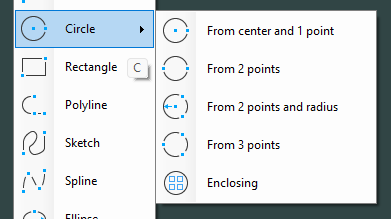 Circle
Rectangle C
Polyline
Sketch
Spline
Ellipse
From center and 1 point
From 2 points
From 2 points and radius
From 3 points
Enclosing